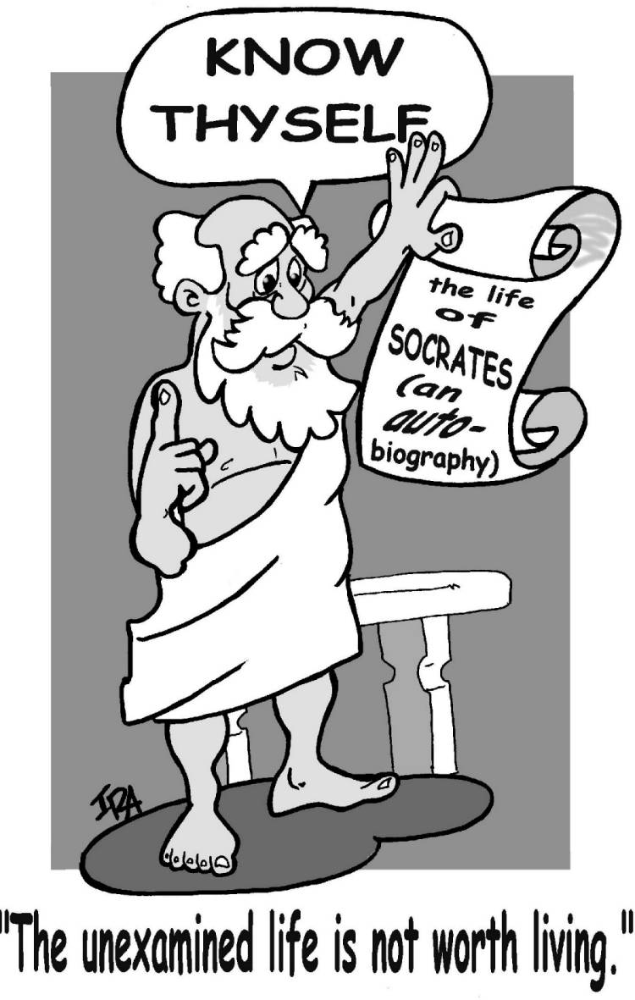 KNOW
THYSELF
the life
OF
SOCRATES
(an
auto-
biography)
IRA
"The unexamined life is not worth living."